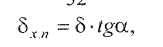 δx.n = δ·tgα,